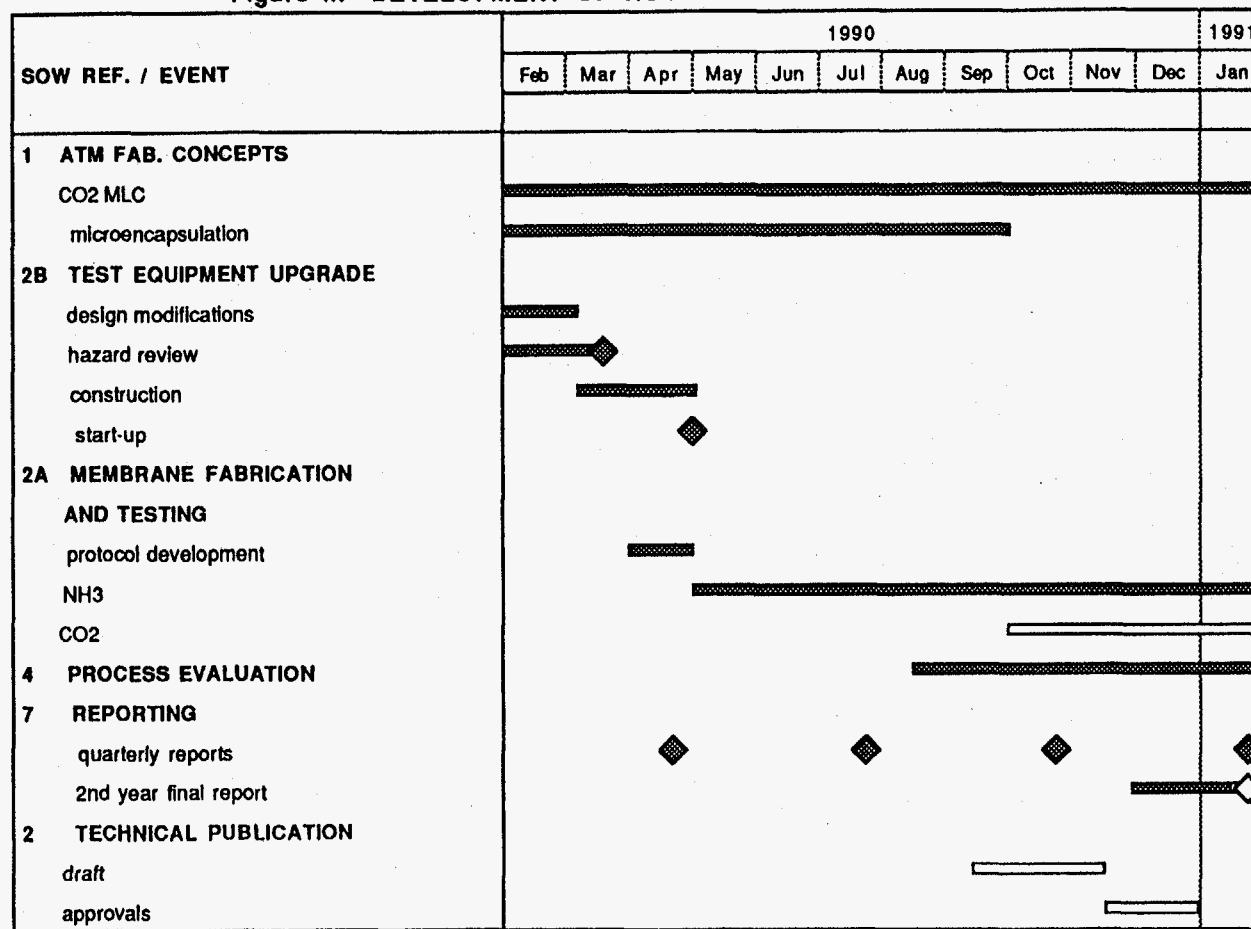 DEVELOPMENT
1990 1991
SOW REF. / EVENT
Feb Mar Apr May Jun Jul Aug Sep Oct Nov Dec Jan
1 ATM FAB. CONCEPTS
CO2 MLC
microencapsulation
2B TEST EQUIPMENT UPGRADE
design modifications
hazard review
construction
start-up
2A MEMBRANE FABRICATION
AND TESTING
protocol development
NH3
CO2
4 PROCESS EVALUATION
7 REPORTING
quarterly reports
2nd year final report
2 TECHNICAL PUBLICATION
draft
approvals